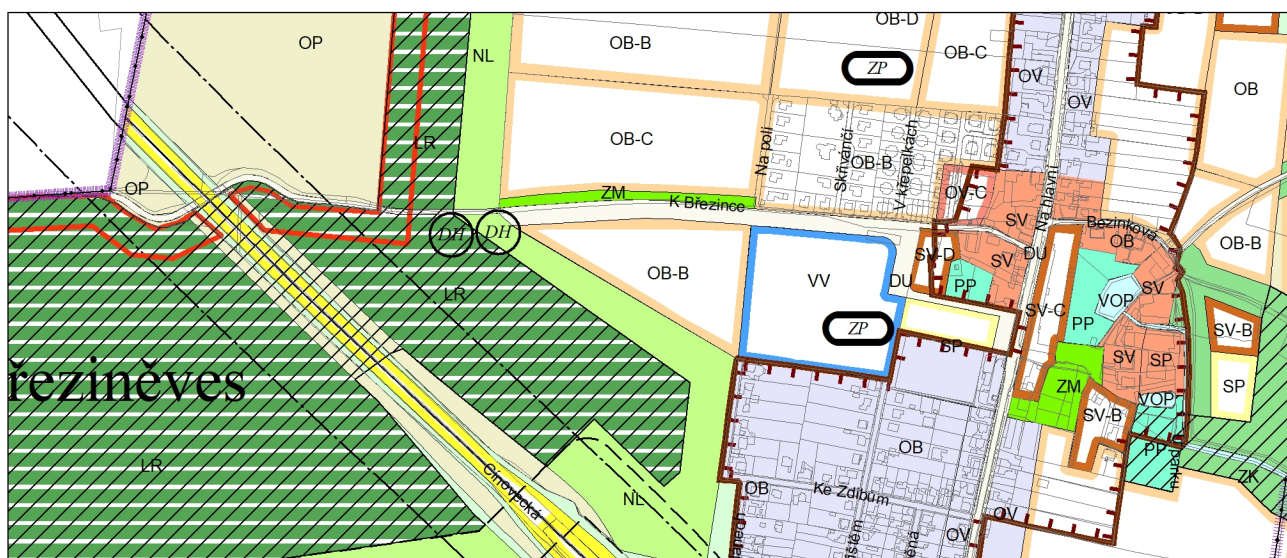 OP
NL
OB-B
OB-D
OB-C
ZP
OV
OV
OB
LR
OB-C
Na poli
Skřivančí
OB-B
V Křepelkách
OP
ZM
K Březince
OV-C
SV
Na hlavní
Bezinková
OB
OB-B
DH
DH
LR
OB-B
VV
DU
SV-D
SV
DU
PP
SV-C
PP
VOP
SV
SV-B
ZP
SP
SV
SP
SP
řeziněves
ZM
SV-B
VOP
LR
Cínovecká
NL
OB
OB
Ke Zdibům
OV
OV
PP
ZK